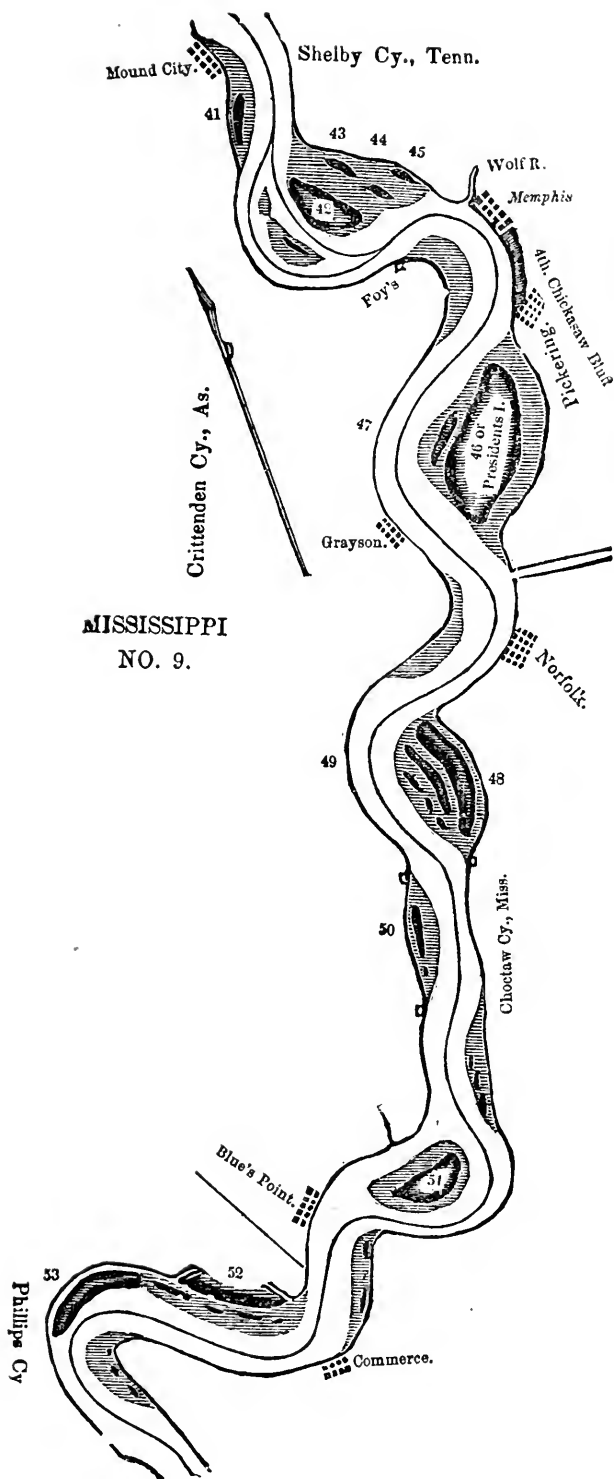 Shelby Cy., Tenn.
Mound City.
41
43
44
45
Wolf R.
Memphis
42
4th. Chickasaw Bluff
Pickering.
Foy's
47
46 or
Presidents I.
Crittenden Cy., As.
Grayson.
MISSISSIPPI
NO. 9.
Norfolk.
49
48
50
Choctaw Cy., Miss.
Blue's Point.
51
53
52
Phillips Cy
Commerce.